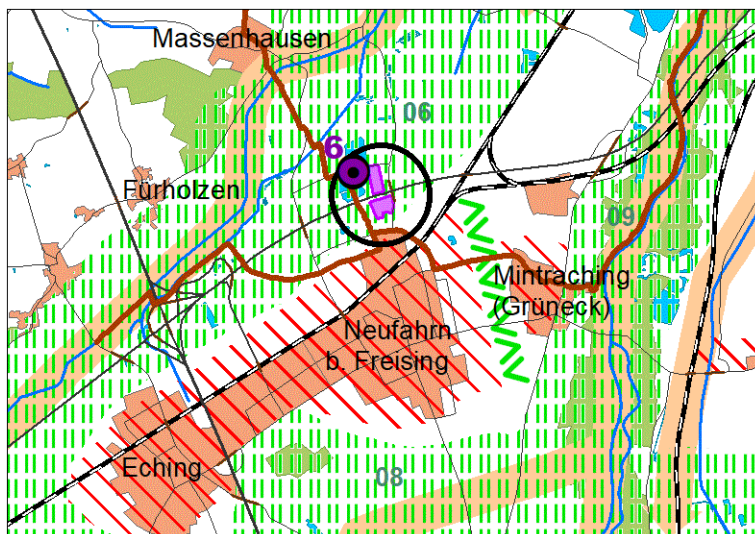 Massenhausen
06
6
Fürholzen
09
Mintraching
(Grüneck)
Neufahrn
b. Freising
Eching
08